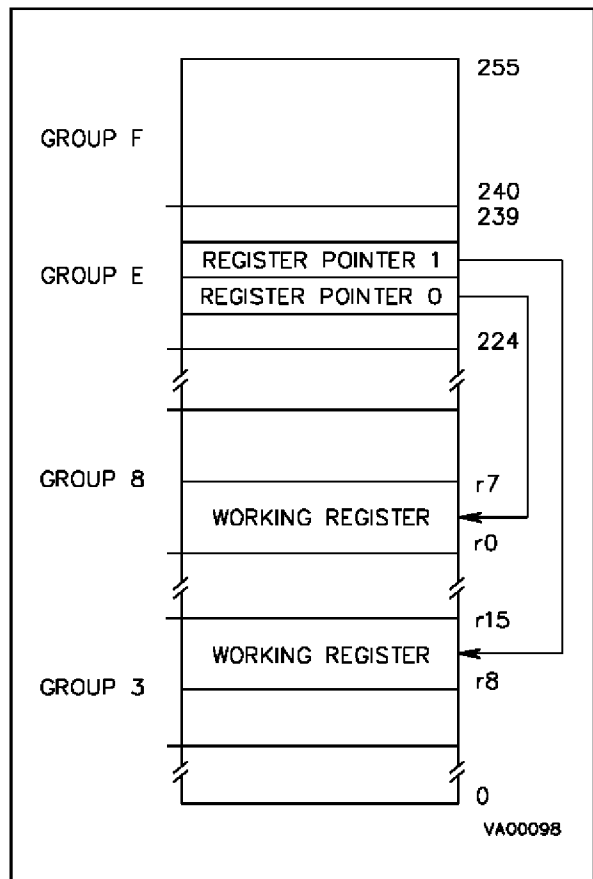 255
GROUP F
240
239
REGISTER POINTER 1
GROUP E
REGISTER POINTER 0
224
GROUP 8
r7
WORKING REGISTER
r0
r15
WORKING REGISTER
GROUP 3
r8
0
VA00098